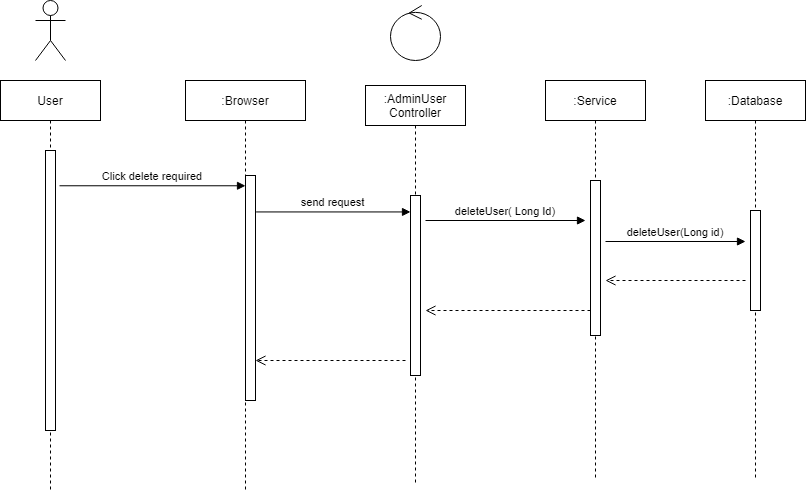 User
:Browser
:AdminUser
Controller
:Service
:Database
Click delete required
send request
deleteUser( Long Id)
deleteUser(Long id)